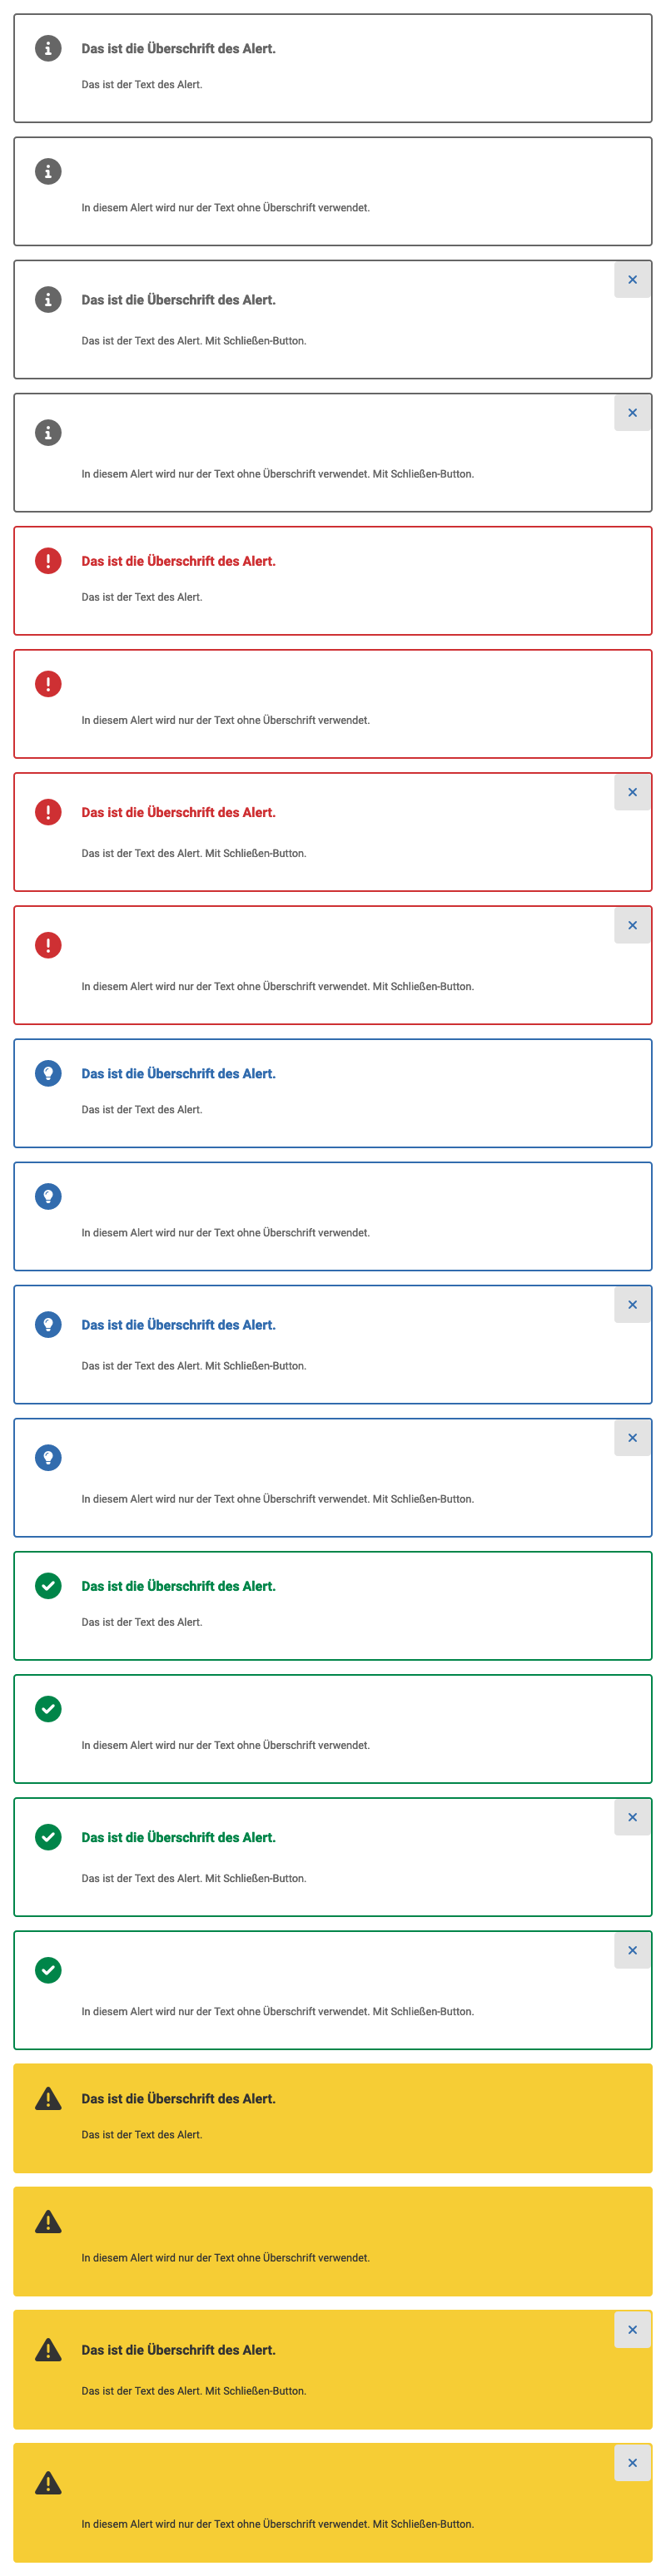 Das ist die Überschrift des Alert.
Das ist der Text des Alert.
In diesem Alert wird nur der Text ohne Überschrift verwendet.
Das ist die Überschrift des Alert.
Das ist der Text des Alert. Mit Schließen-Button.
In diesem Alert wird nur der Text ohne Überschrift verwendet. Mit Schließen-Button.
Das ist die Überschrift des Alert.
Das ist der Text des Alert.
In diesem Alert wird nur der Text ohne Überschrift verwendet.
Das ist die Überschrift des Alert.
Das ist der Text des Alert. Mit Schließen-Button.
In diesem Alert wird nur der Text ohne Überschrift verwendet. Mit Schließen-Button.
Das ist die Überschrift des Alert.
Das ist der Text des Alert.
In diesem Alert wird nur der Text ohne Überschrift verwendet.
Das ist die Überschrift des Alert.
Das ist der Text des Alert. Mit Schließen-Button.
In diesem Alert wird nur der Text ohne Überschrift verwendet. Mit Schließen-Button.
Das ist die Überschrift des Alert.
Das ist der Text des Alert.
In diesem Alert wird nur der Text ohne Überschrift verwendet.
Das ist die Überschrift des Alert.
Das ist der Text des Alert. Mit Schließen-Button.
In diesem Alert wird nur der Text ohne Überschrift verwendet. Mit Schließen-Button.
Das ist die Überschrift des Alert.
Das ist der Text des Alert.
In diesem Alert wird nur der Text ohne Überschrift verwendet.
Das ist die Überschrift des Alert.
Das ist der Text des Alert. Mit Schließen-Button.
In diesem Alert wird nur der Text ohne Überschrift verwendet. Mit Schließen-Button.